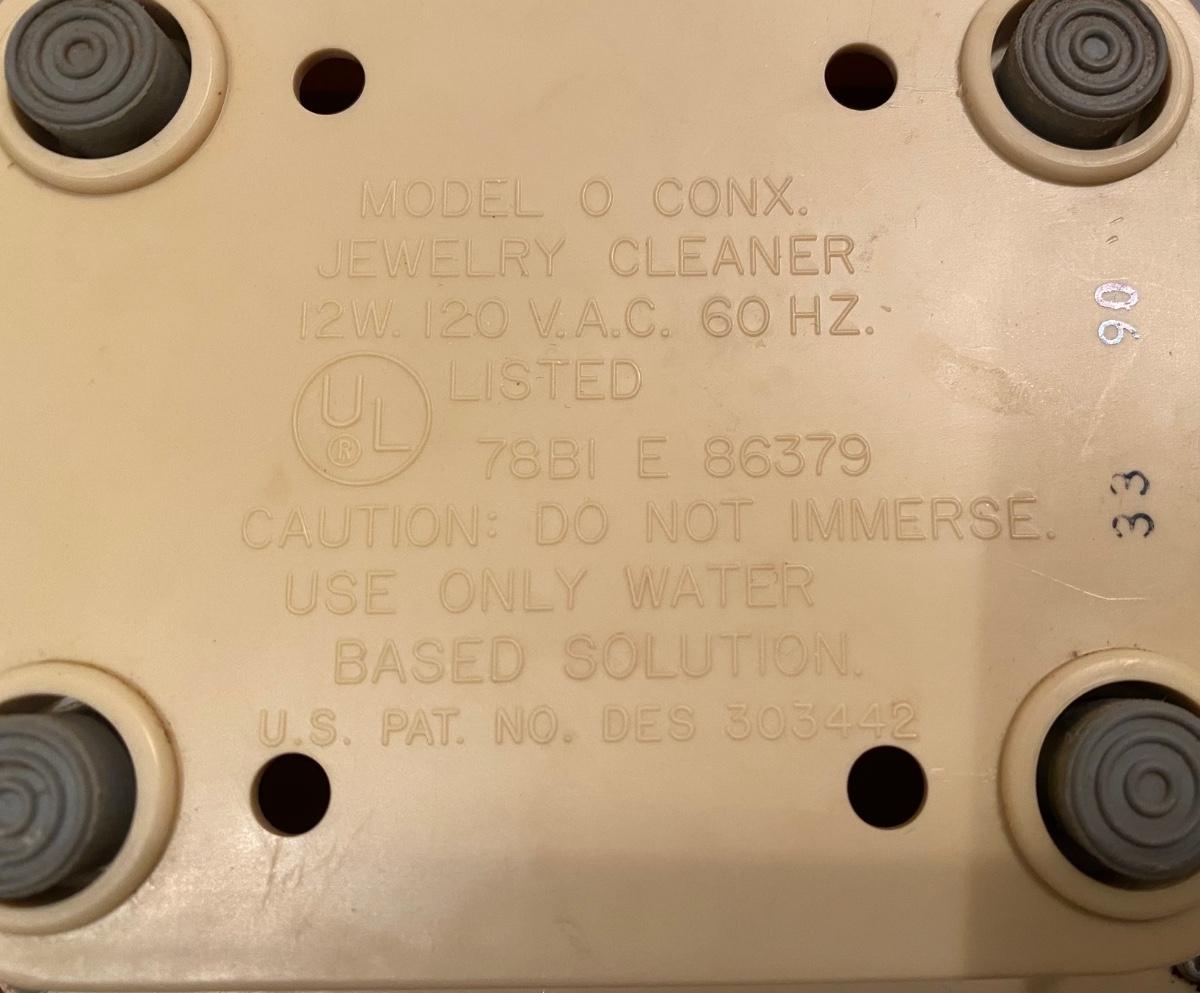 MODEL O CONX.
JEWELRY CLEANER
12W. 120 V.A.C. 60 HZ.
UL® LISTED
78B1 E 86379
CAUTION: DO NOT IMMERSE.
USE ONLY WATER
BASED SOLUTION.
U.S. PAT. NO. DES 303442
90
33